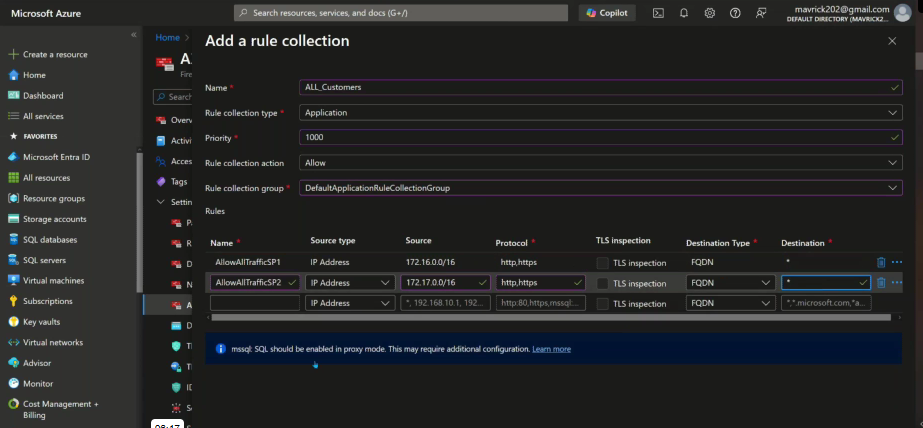 Microsoft Azure
Search resources, services, and docs (G+/)
Copilot
mavrick202@gmail.com
DEFAULT DIRECTORY (MAVRICK2...
Create a resource
Home
Dashboard
All services
FAVORITES
Microsoft Entra ID
All resources
Resource groups
Storage accounts
SQL databases
SQL servers
Virtual machines
Subscriptions
Key vaults
Virtual networks
Advisor
Monitor
Cost Management +
Billing
Home >
A
Fire
Search
Overv
Activi
Acces
Tags
Settin
P
R
D
N
A
D
T
T
ID
S
08:17
Add a rule collection
Name * ALL_Customers
Rule collection type * Application
Priority * 1000
Rule collection action Allow
Rule collection group * DefaultApplicationRuleCollectionGroup
Rules
Name * Source type Source Protocol * TLS inspection Destination Type * Destination *
AllowAllTrafficSP1 IP Address 172.16.0.0/16 http,https TLS inspection FQDN *
AllowAllTrafficSP2 IP Address 172.17.0.0/16 http,https TLS inspection FQDN *
IP Address *, 192.168.10.1, 192... http:80,https,mssql:... TLS inspection FQDN *,*.microsoft.com,*a...
mssql: SQL should be enabled in proxy mode. This may require additional configuration. Learn more